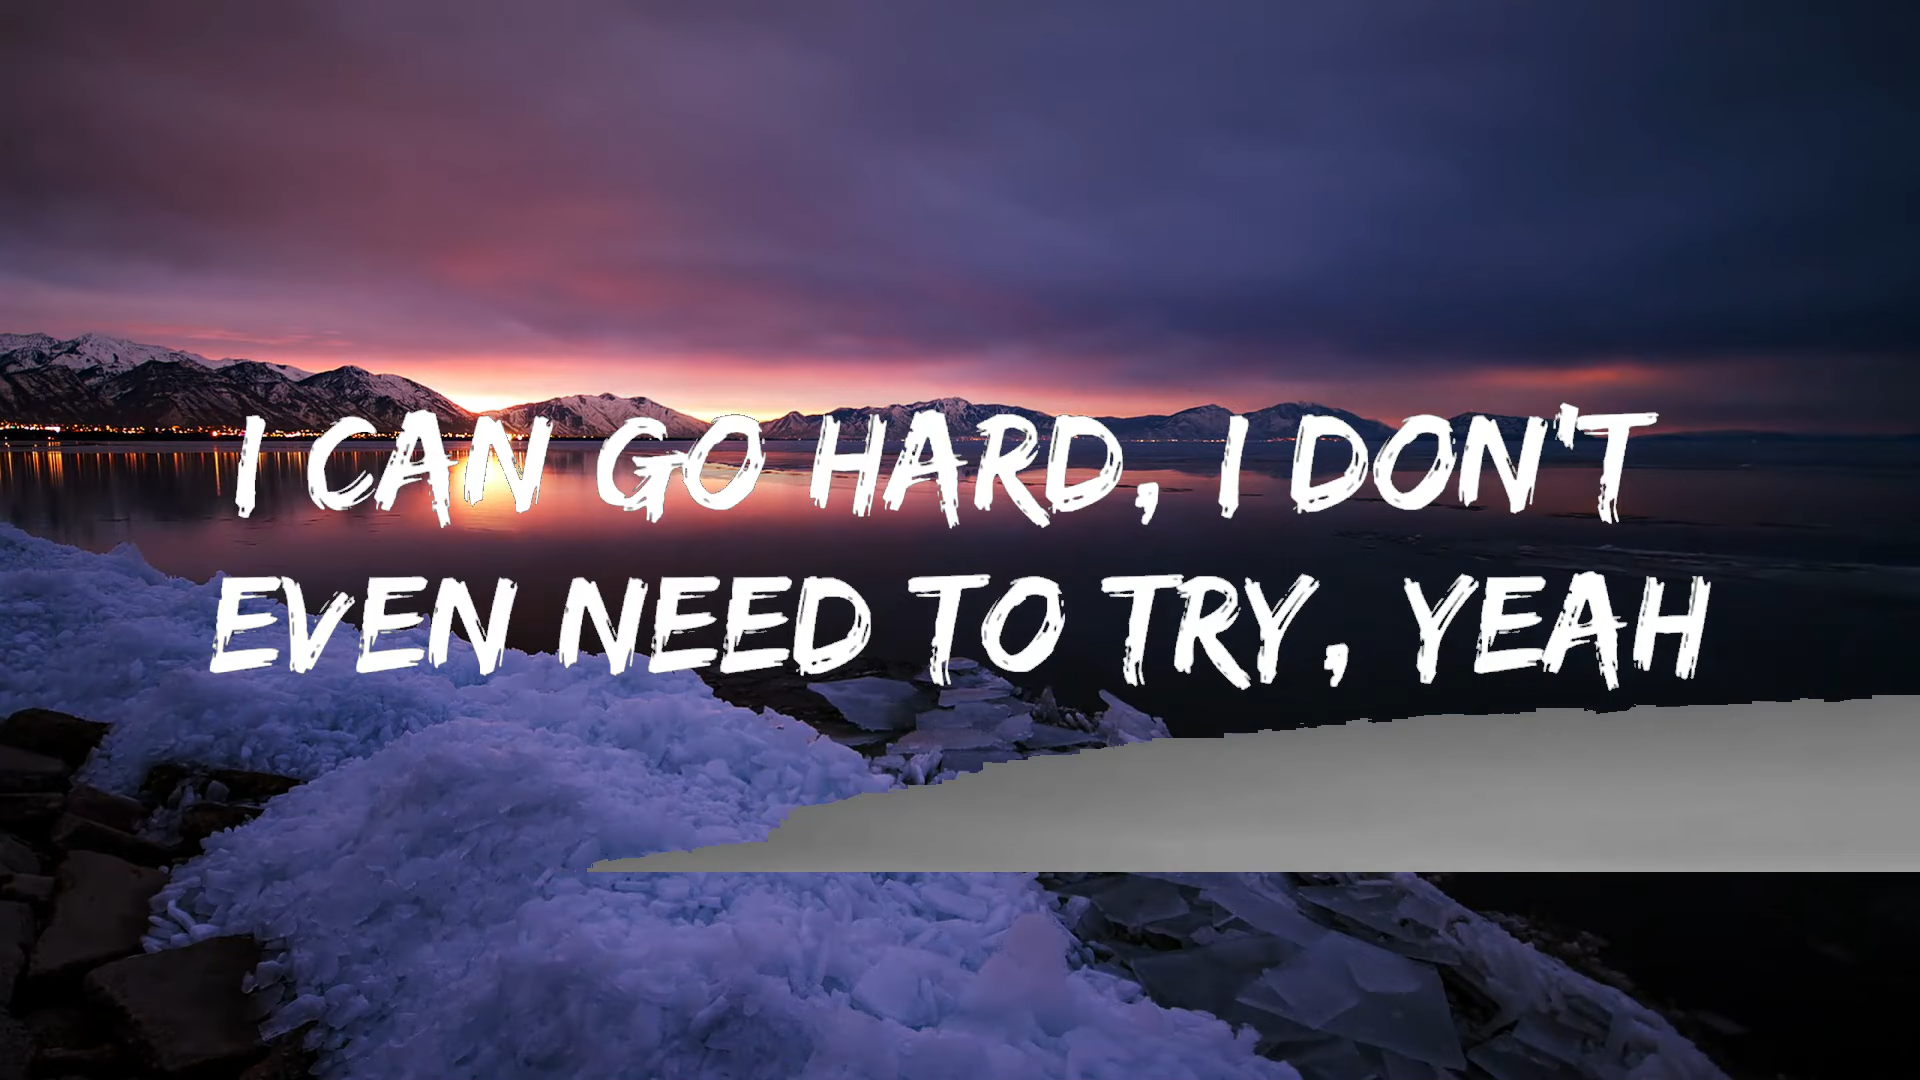 I CAN GO HARD, I DON'T
EVEN NEED TO TRY, YEAH